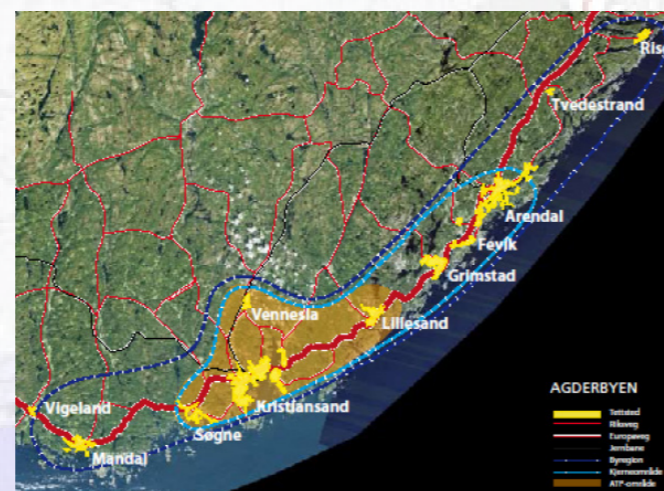 Risø
Tvedestrand
Arendal
Fevik
Grimstad
Vennesla
Lillesand
Vigeland
Kristiansand
Søgne
Mandal
AGDERBYEN
Tettsted
Riksveg
Europaveg
Jernbane
Byregion
Kjerneområde
ATP-område